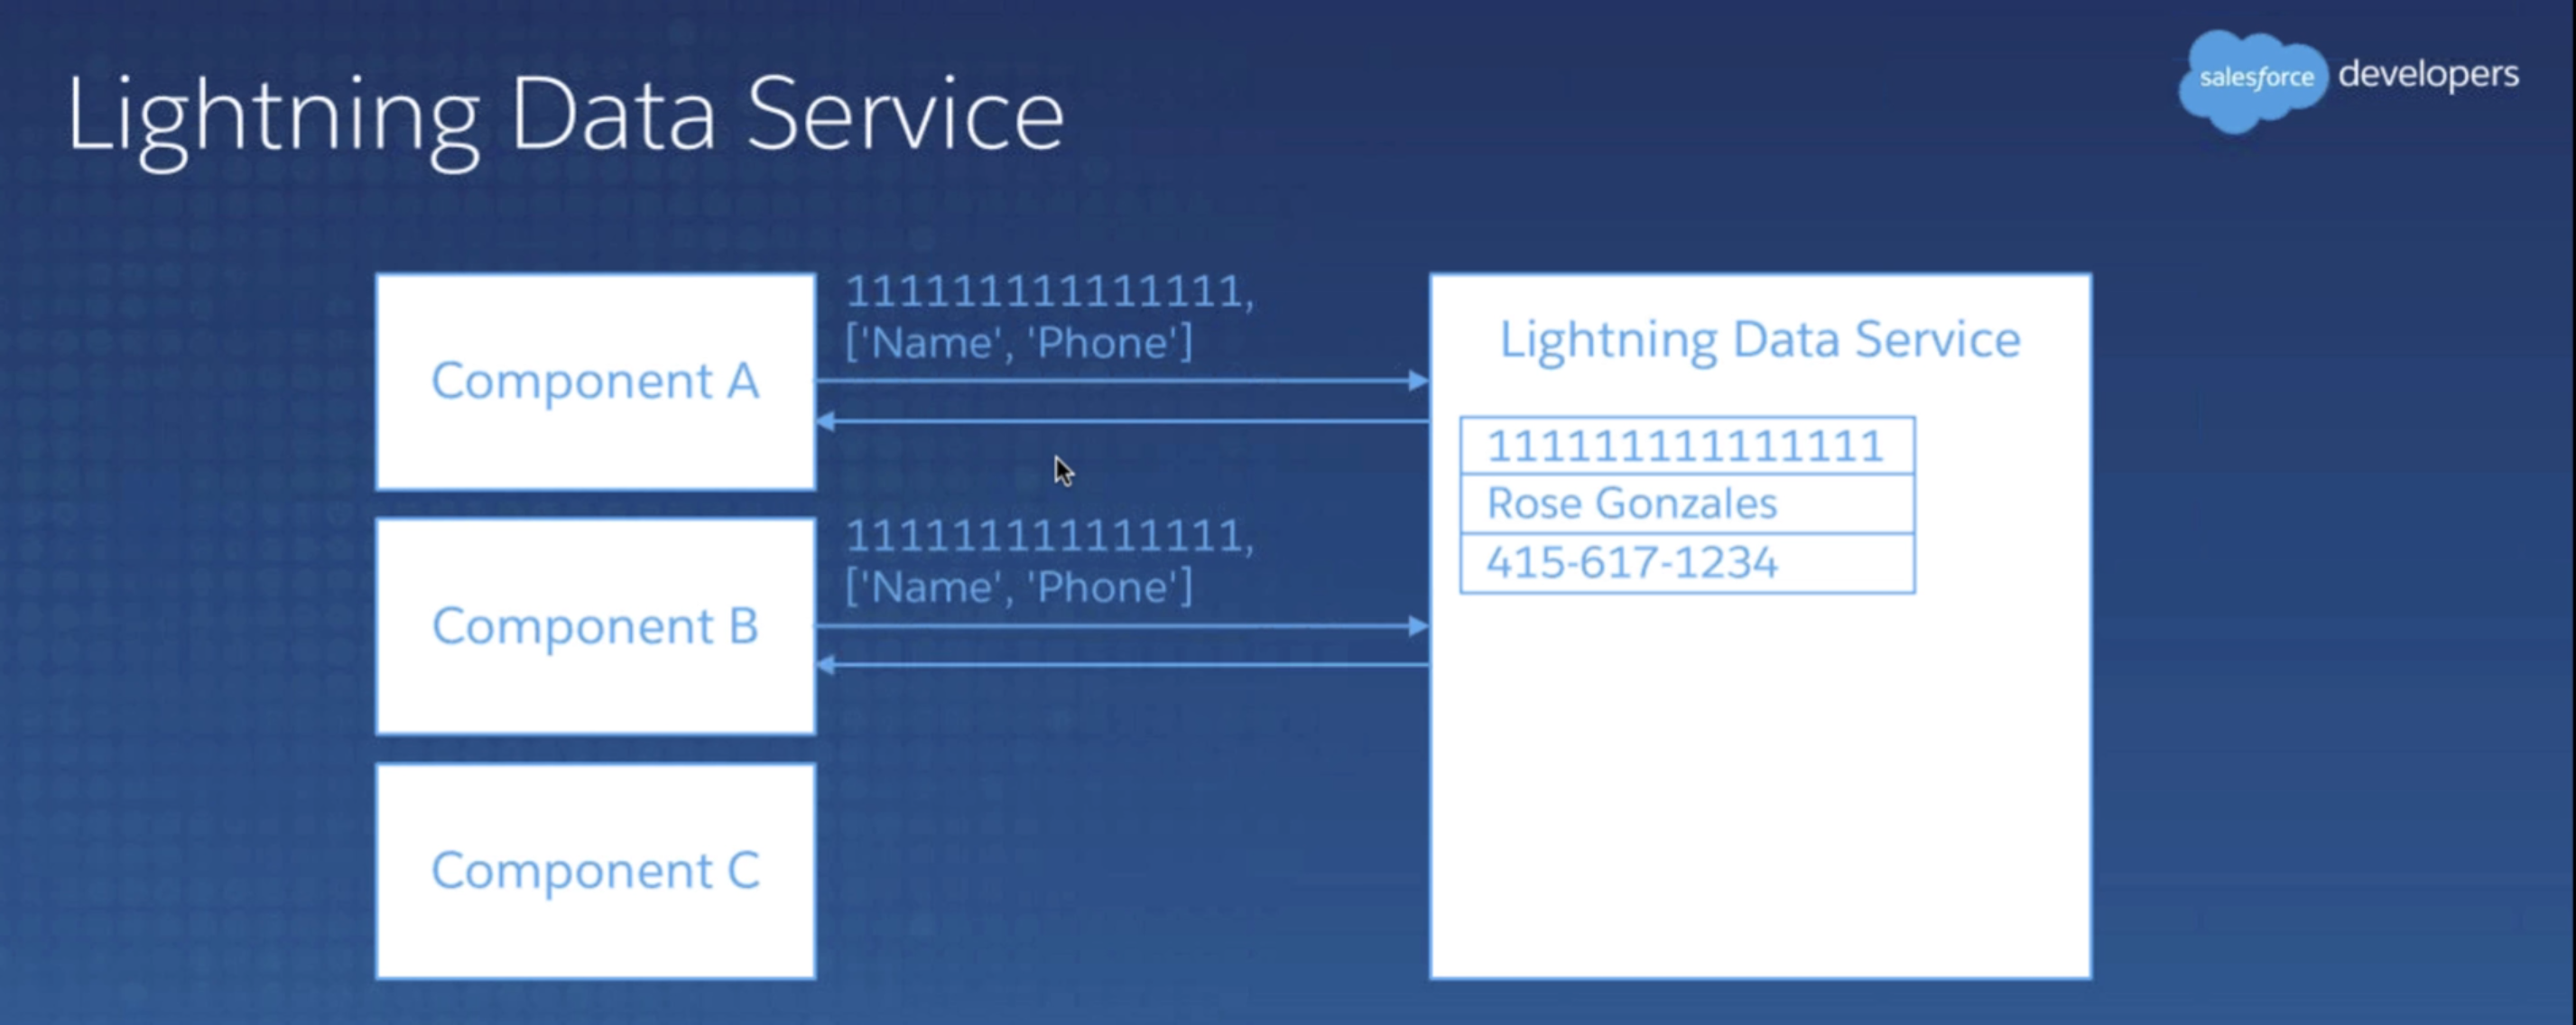 Lightning Data Service
salesforce developers
Component A
111111111111111,
['Name', 'Phone']
Lightning Data Service
111111111111111
Rose Gonzales
415-617-1234
Component B
111111111111111,
['Name', 'Phone']
Component C